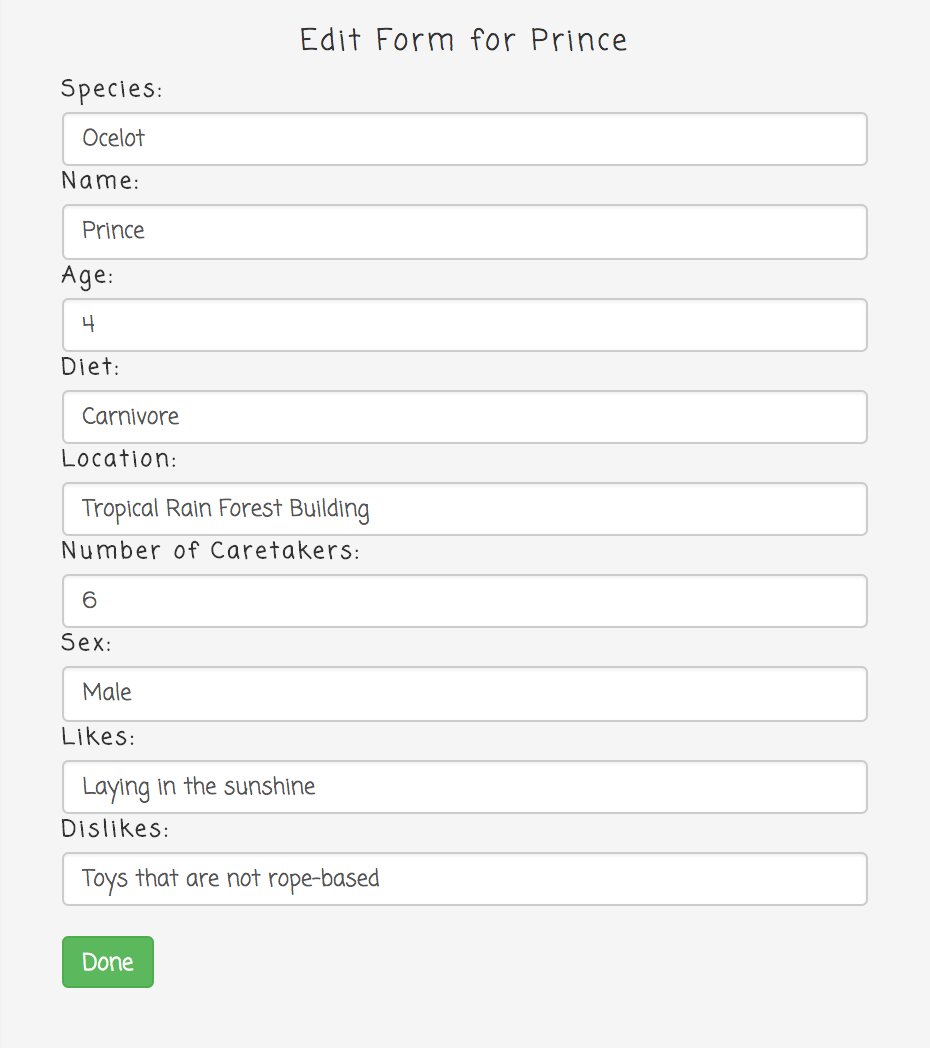 Edit Form for Prince
Species:
Ocelot
Name:
Prince
Age:
4
Diet:
Carnivore
Location:
Tropical Rain Forest Building
Number of Caretakers:
6
Sex:
Male
Likes:
Laying in the sunshine
Dislikes:
Toys that are not rope-based
Done